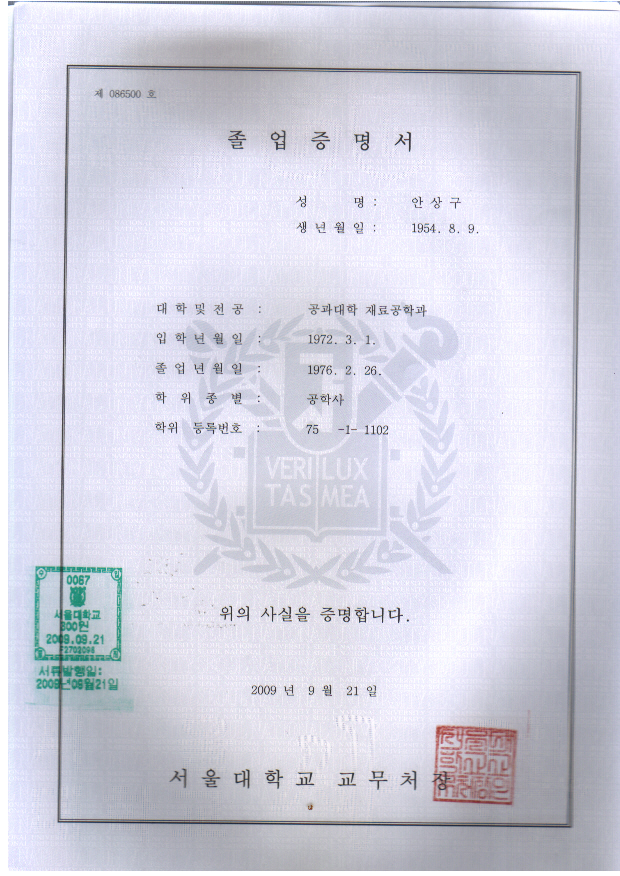 제 086500 호
졸 업 증 명 서
성 명 : 안 상 구
생 년 월 일 : 1954. 8. 9.
대 학 및 전 공 : 공과대학 재료공학과
입 학 년 월 일 : 1972. 3. 1.
졸 업 년 월 일 : 1976. 2. 26.
학 위 종 별 : 공학사
학위 등록번호 : 75 -1- 1102
VERI LUX
TAS MEA
0067
서울대학교
300원
2009.09.21
F2702098
서류발행일:
2009년09월21일
위의 사실을 증명합니다.
2009 년 9 월 21 일
서 울 대 학 교 교 무 처 장